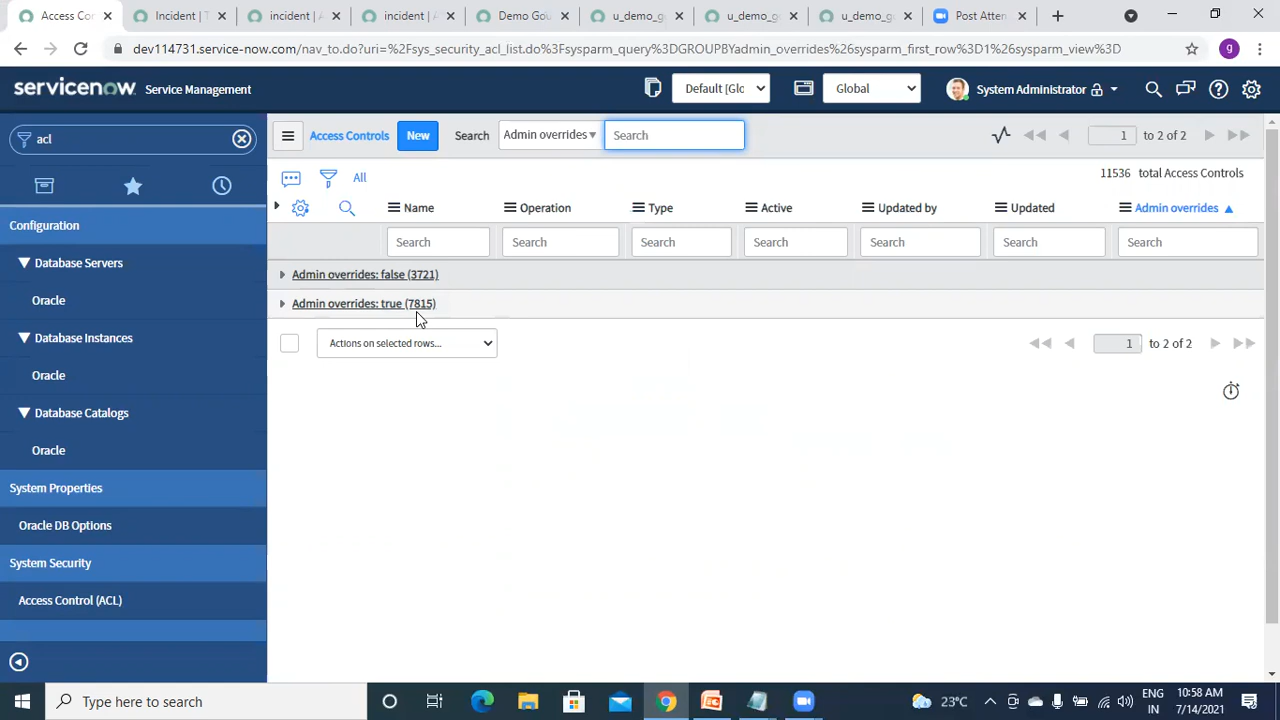 Access Cor
Incident | T
incident | A
incident | A
Demo Gou
u_demo_g
u_demo_g
u_demo_g
Post Atten
dev114731.service-now.com/nav_to.do?uri=%2Fsys_security_acl_list.do%3Fsysparm_query%3DGROUPBYadmin_overrides%26sysparm_first_row%3D1%26sysparm_view%3D
g
servicenow Service Management
Default [Glo
Global
System Administrator
acl
Access Controls
New
Search
Admin overrides
Search
1 to 2 of 2
All
11536 total Access Controls
Name Operation Type Active Updated by Updated Admin overrides
Search Search Search Search Search Search Search
Admin overrides: false (3721)
Admin overrides: true (7815)
Actions on selected rows...
1 to 2 of 2
Configuration
Database Servers
Oracle
Database Instances
Oracle
Database Catalogs
Oracle
System Properties
Oracle DB Options
System Security
Access Control (ACL)
Type here to search
23°C
ENG
IN
10:58 AM
7/14/2021